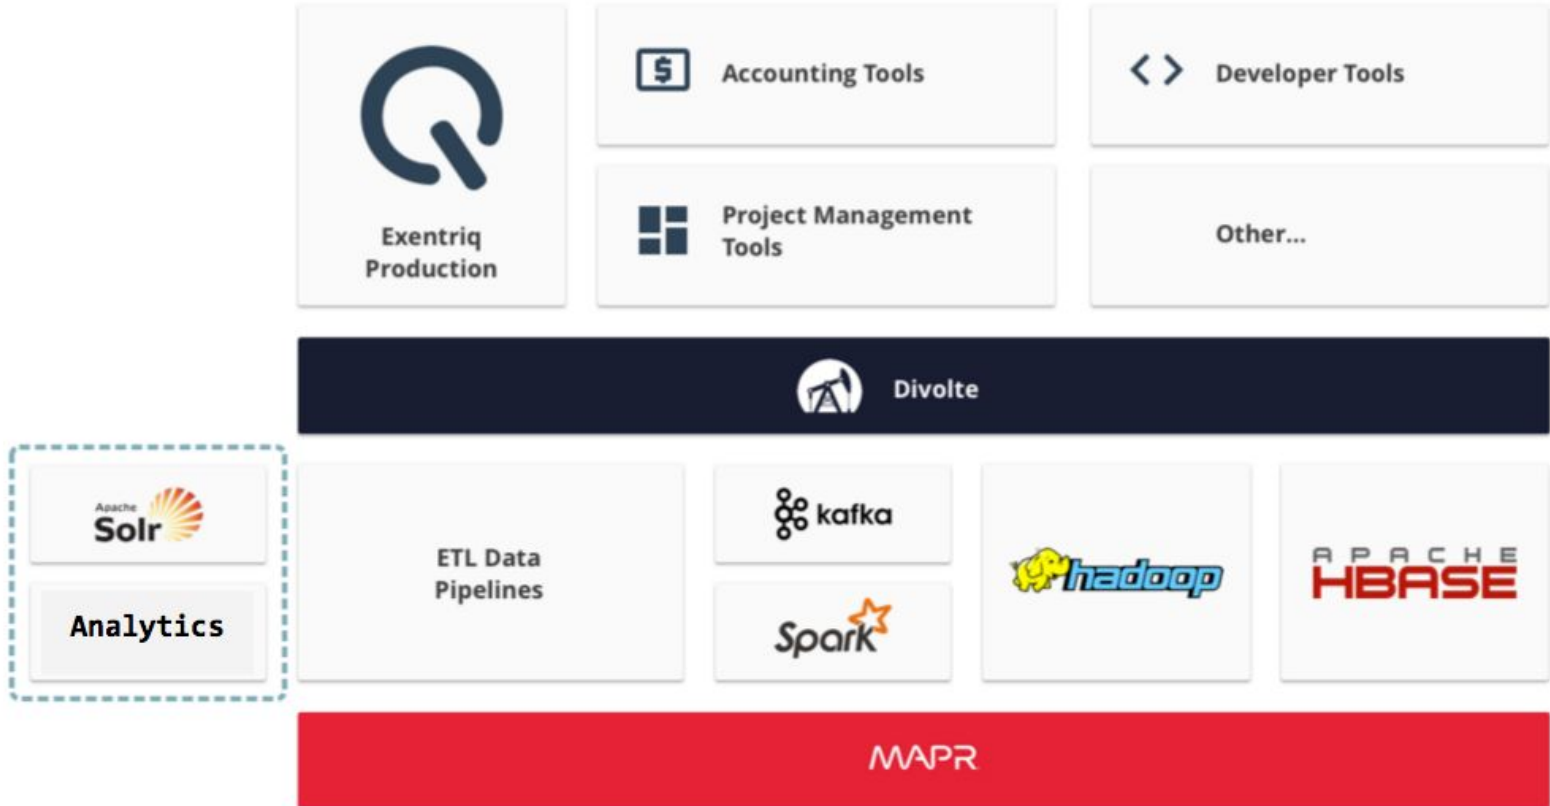 Accounting Tools
Developer Tools
Exentriq
Production
Project Management
Tools
Other...
Divolte
Apache
Solr
Analytics
ETL Data
Pipelines
kafka
Spark
hadoop
APACHE
HBASE
MAPR